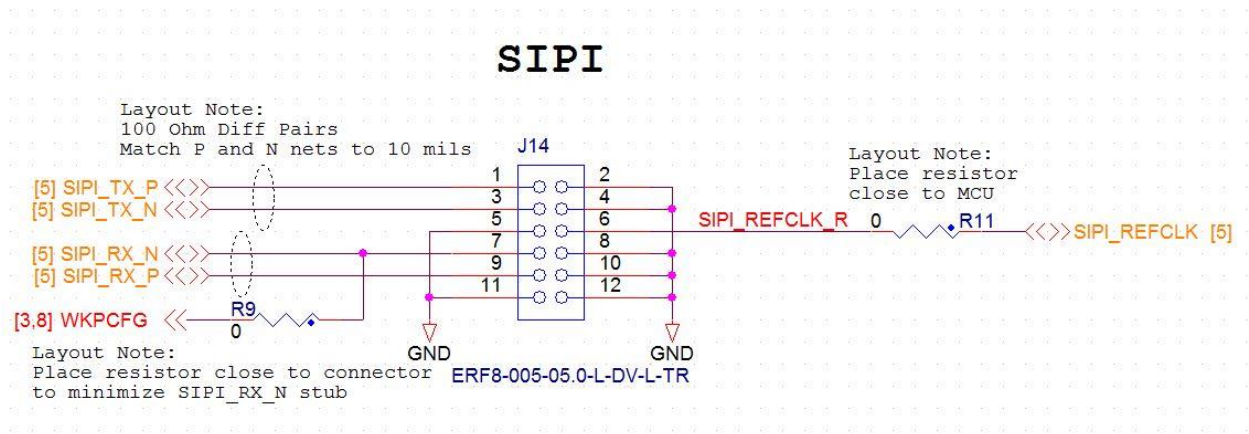 SIPI
Layout Note:
100 Ohm Diff Pairs
Match P and N nets to 10 mils
J14
Layout Note:
Place resistor
close to MCU
[5] SIPI_TX_P
[5] SIPI_TX_N
[5] SIPI_RX_N
[5] SIPI_RX_P
[3,8] WKPCFG
R9
0
1
3
5
7
9
11
2
4
6
8
10
12
SIPI_REFCLK_R
0
R11
SIPI_REFCLK [5]
GND
GND
Layout Note:
Place resistor close to connector
to minimize SIPI_RX_N stub
ERF8-005-05.0-L-DV-L-TR